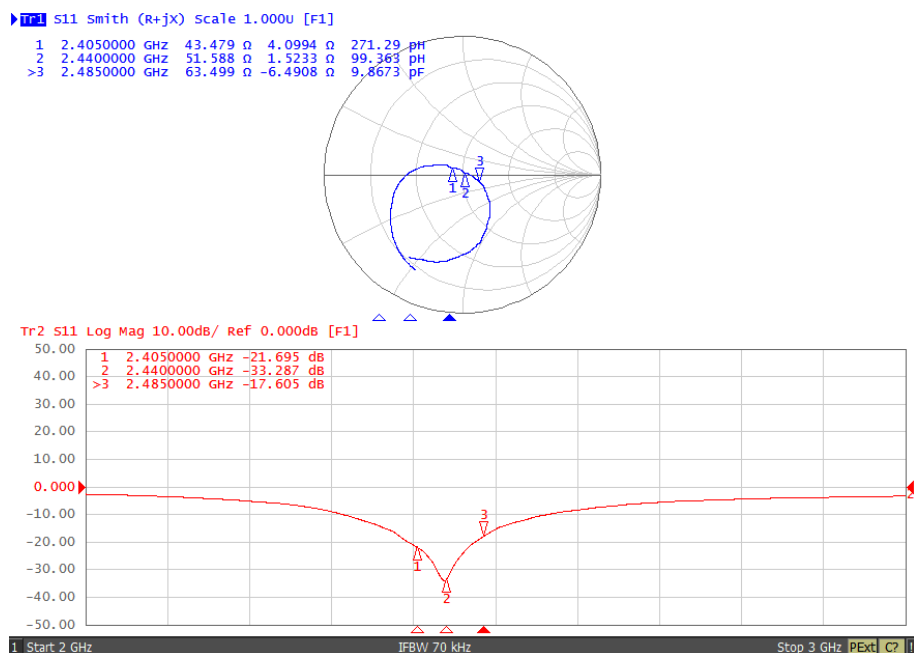 Tr1 S11 Smith (R+jX) Scale 1.000U [F1]
1 2.4050000 GHz 43.479 Ω 4.0994 Ω 271.29 pH
2 2.4400000 GHz 51.588 Ω 1.5233 Ω 99.363 pH
>3 2.4850000 GHz 63.499 Ω -6.4908 Ω 9.8673 pF
3
1
2
Tr2 S11 Log Mag 10.00dB/ Ref 0.000dB [F1]
50.00
1 2.4050000 GHz -21.695 dB
2 2.4400000 GHz -33.287 dB
>3 2.4850000 GHz -17.605 dB
40.00
30.00
20.00
10.00
0.000
2
-10.00
3
-20.00
1
-30.00
2
-40.00
-50.00
1 Start 2 GHz IFBW 70 kHz Stop 3 GHz PExt C?